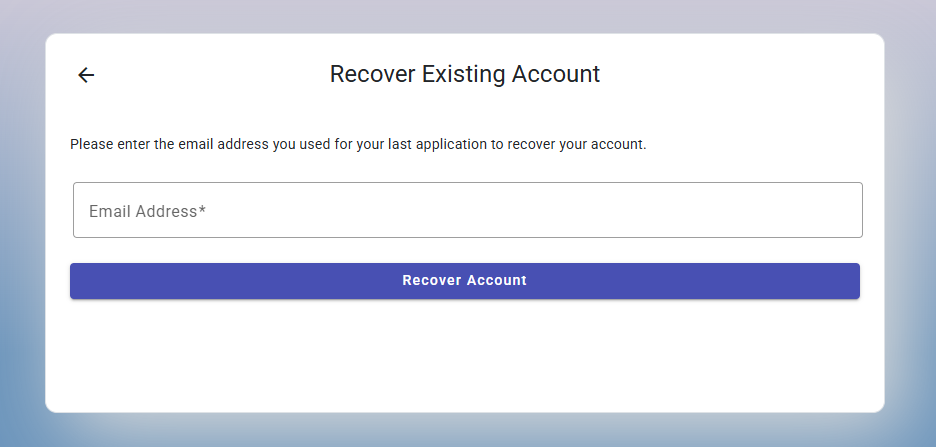 Recover Existing Account
Please enter the email address you used for your last application to recover your account.
Email Address*
Recover Account